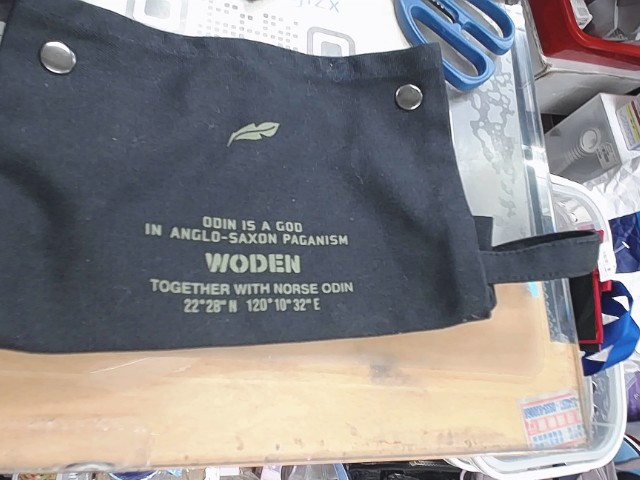 ODIN IS A GOD
IN ANGLO-SAXON PAGANISM
WODEN
TOGETHER WITH NORSE ODIN
22°28" N 120°10" 32" E